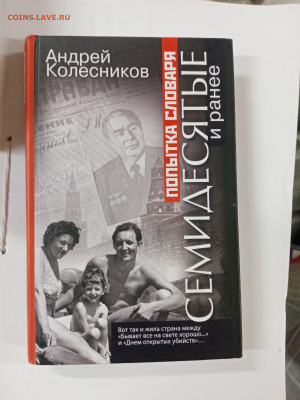 COINS.LAVE.RU
Андрей
Колесников
ПОПЫТКА СЛОВАРЯ
СЕМИДЕСЯТЫЕ
и ранее
Вот так и жила страна между
«бывает все на свете хорошо...»
и «Днем открытых убийств»...